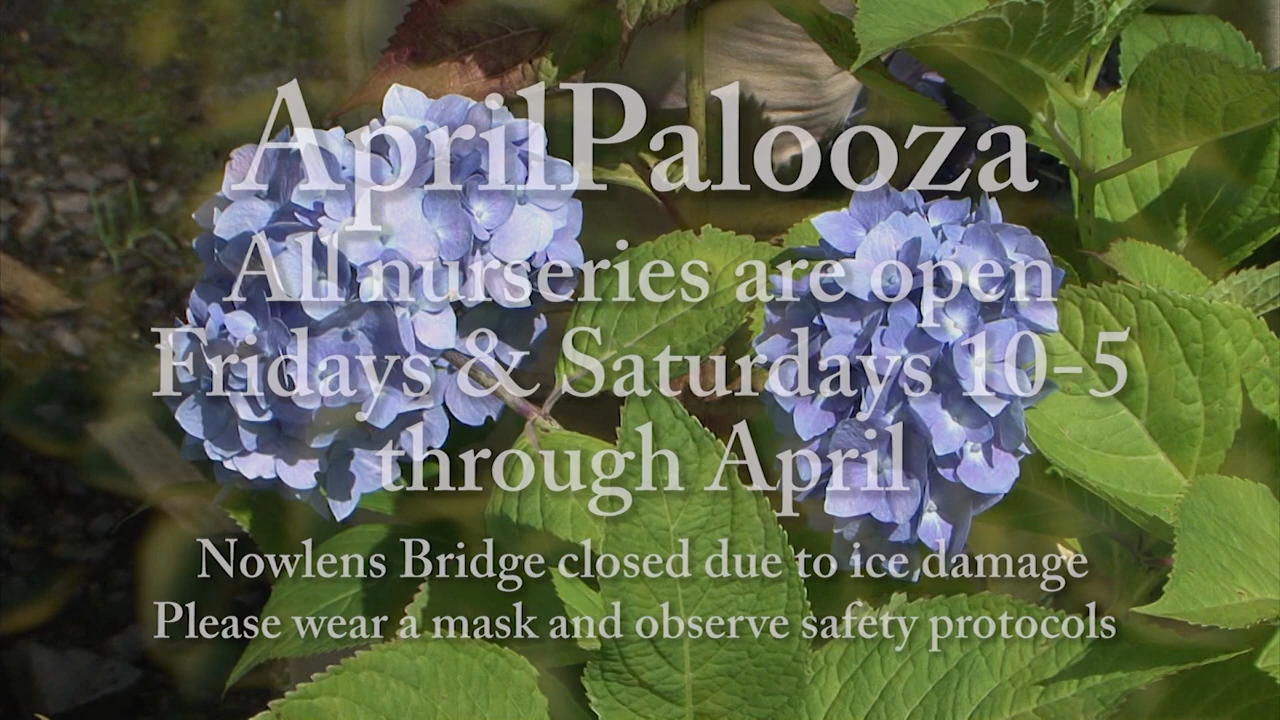 AprilPalooza
All nurseries are open
Fridays & Saturdays 10-5
through April
Nowlens Bridge closed due to ice damage
Please wear a mask and observe safety protocols